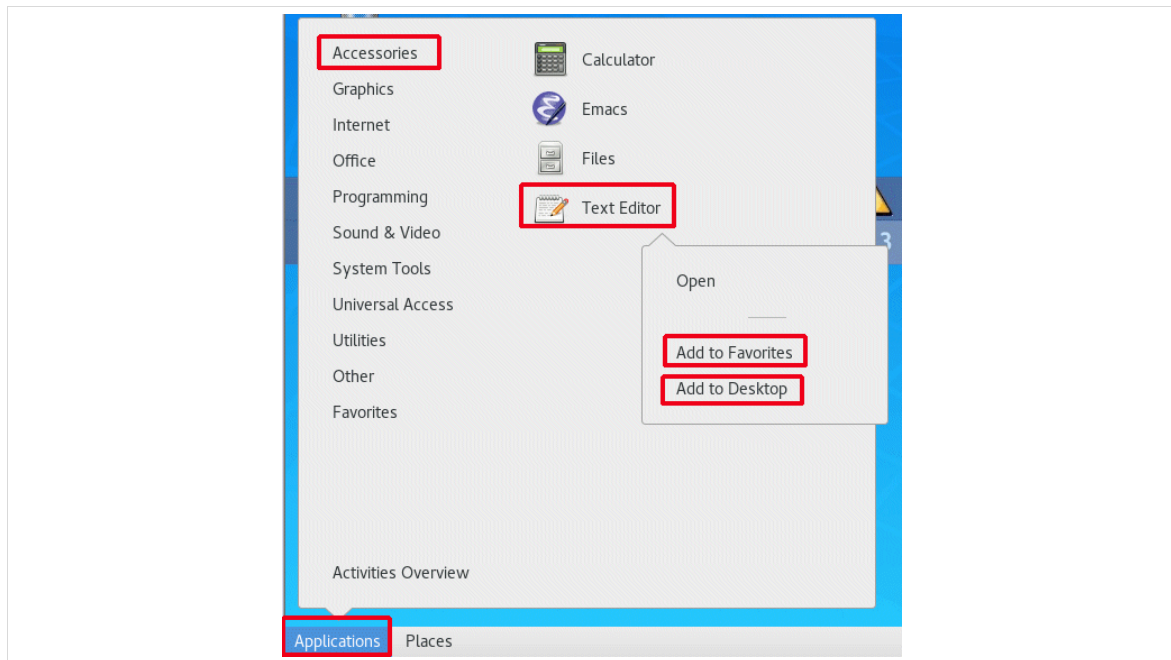 Accessories
Graphics
Internet
Office
Programming
Sound & Video
System Tools
Universal Access
Utilities
Other
Favorites
Calculator
Emacs
Files
Text Editor
3
Open
Add to Favorites
Add to Desktop
Activities Overview
Applications Places